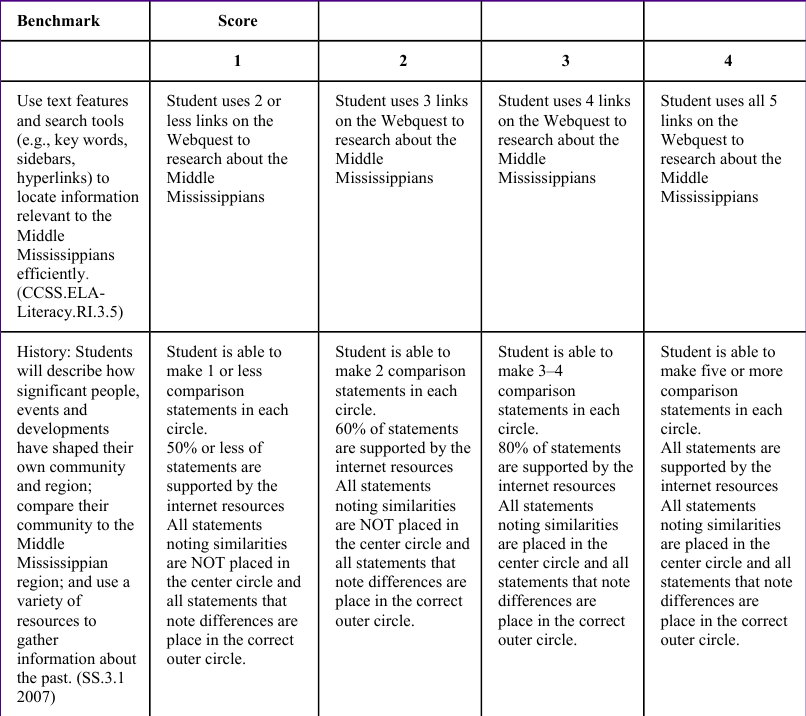 Benchmark
Score
1
2
3
4
Use text features
and search tools
(e.g., key words,
sidebars,
hyperlinks) to
locate information
relevant to the
Middle
Mississippians
efficiently.
(CCSS.ELA-
Literacy.RI.3.5)
Student uses 2 or
less links on the
Webquest to
research about the
Middle
Mississippians
Student uses 3 links
on the Webquest to
research about the
Middle
Mississippians
Student uses 4 links
on the Webquest to
research about the
Middle
Mississippians
Student uses all 5
links on the
Webquest to
research about the
Middle
Mississippians
History: Students
will describe how
significant people,
events and
developments
have shaped their
own community
and region;
compare their
community to the
Middle
Mississippian
region; and use a
variety of
resources to
gather
information about
the past. (SS.3.1
2007)
Student is able to
make 1 or less
comparison
statements in each
circle.
50% or less of
statements are
supported by the
internet resources
All statements
noting similarities
are NOT placed in
the center circle and
all statements that
note differences are
place in the correct
outer circle.
Student is able to
make 2 comparison
statements in each
circle.
60% of statements
are supported by the
internet resources
All statements
noting similarities
are NOT placed in
the center circle and
all statements that
note differences are
place in the correct
outer circle.
Student is able to
make 3–4
comparison
statements in each
circle.
80% of statements
are supported by the
internet resources
All statements
noting similarities
are placed in the
center circle and all
statements that note
differences are
place in the correct
outer circle.
Student is able to
make five or more
comparison
statements in each
circle.
All statements are
supported by the
internet resources
All statements
noting similarities
are placed in the
center circle and all
statements that note
differences are
place in the correct
outer circle.